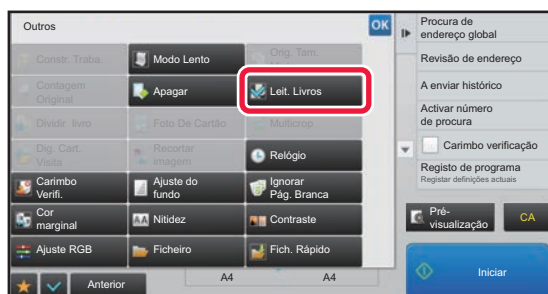 Outros
OK
Constr. Traba.
Modo Lento
Orig. Tam.
Contagem
Original
Apagar
Leit. Livros
Dividir livro
Foto De Cartão
Multicrop
Dig. Cart.
Visita
Recortar
imagem
Relógio
Carimbo
Verifi.
Ajuste do
fundo
Ignorar
Pág. Branca
Cor
marginal
AA Nitidez
Contraste
Ajuste RGB
Ficheiro
Fich. Rápido
Anterior
A4
A4
Procura de
endereço global
Revisão de endereço
A enviar histórico
Activar número
de procura
Carimbo verificação
Registo de programa
Registar definições actuais
Pré-
visualização
CA
Iniciar